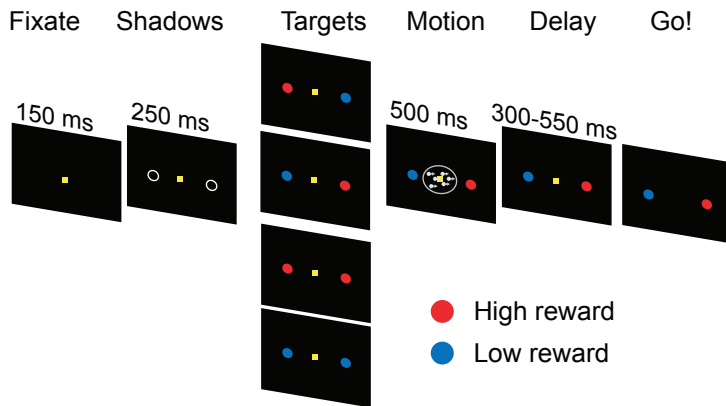 Fixate Shadows Targets Motion Delay Go!
150 ms 250 ms 500 ms 300-550 ms
High reward
Low reward